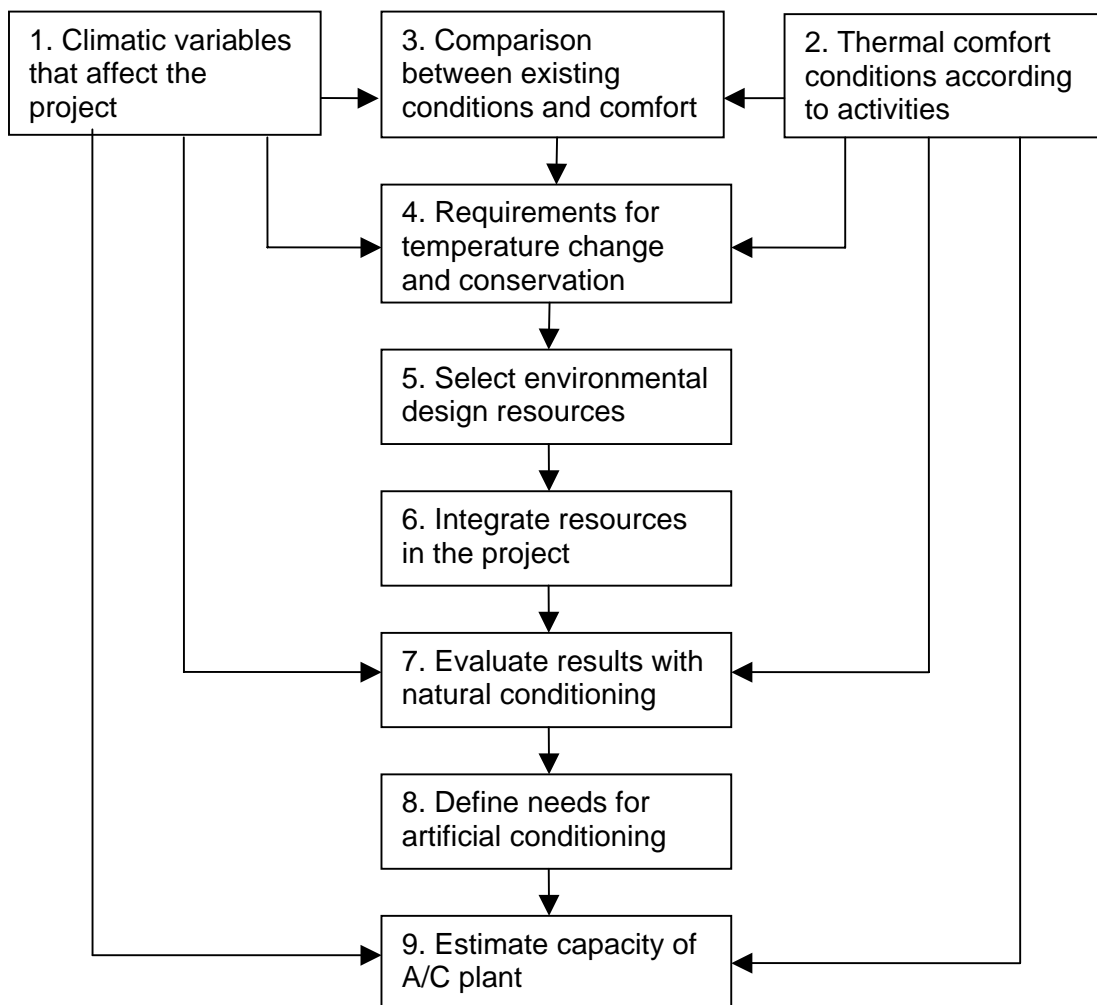 1. Climatic variables
that affect the
project
3. Comparison
between existing
conditions and comfort
2. Thermal comfort
conditions according
to activities
4. Requirements for
temperature change
and conservation
5. Select environmental
design resources
6. Integrate resources
in the project
7. Evaluate results with
natural conditioning
8. Define needs for
artificial conditioning
9. Estimate capacity of
A/C plant